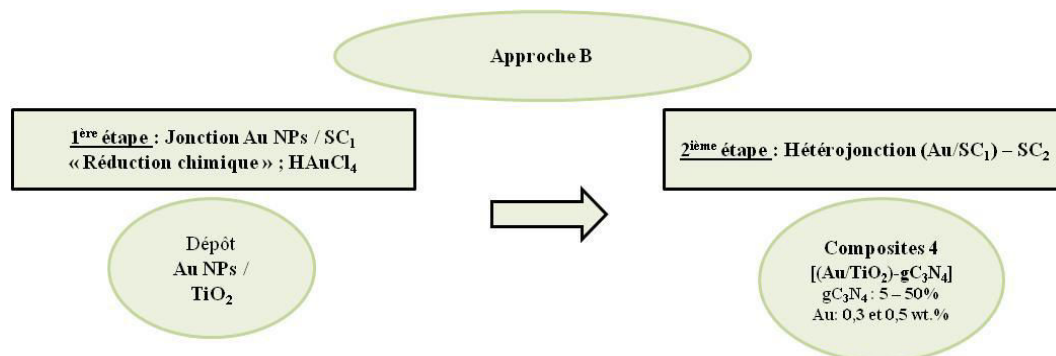 Approche B
1ère étape : Jonction Au NPs / SC₁
« Réduction chimique » ; HAuCl₄
2ième étape : Hétérojonction (Au/SC₁) – SC₂
Dépôt
Au NPs /
TiO₂
Composites 4
[(Au/TiO₂)-gC₃N₄]
gC₃N₄ : 5 – 50%
Au: 0,3 et 0,5 wt.%